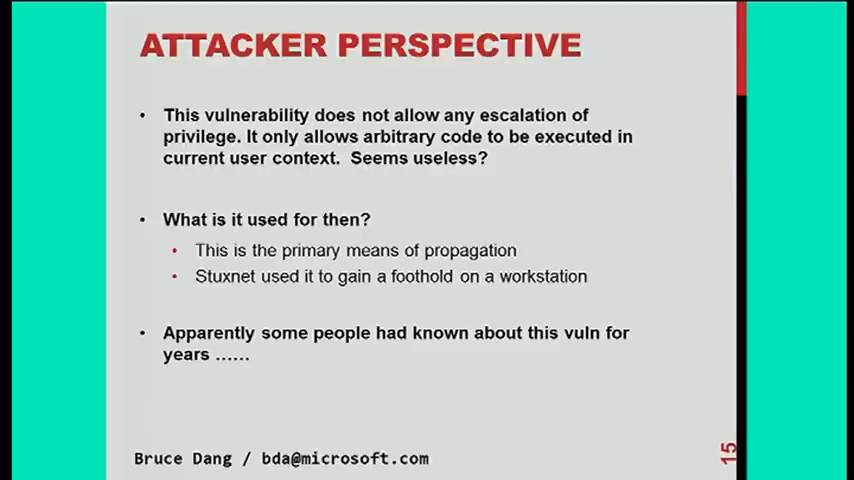 ATTACKER PERSPECTIVE
• This vulnerability does not allow any escalation of
privilege. It only allows arbitrary code to be executed in
current user context. Seems useless?
• What is it used for then?
• This is the primary means of propagation
• Stuxnet used it to gain a foothold on a workstation
• Apparently some people had known about this vuln for
years ……
Bruce Dang / bda@microsoft.com
15